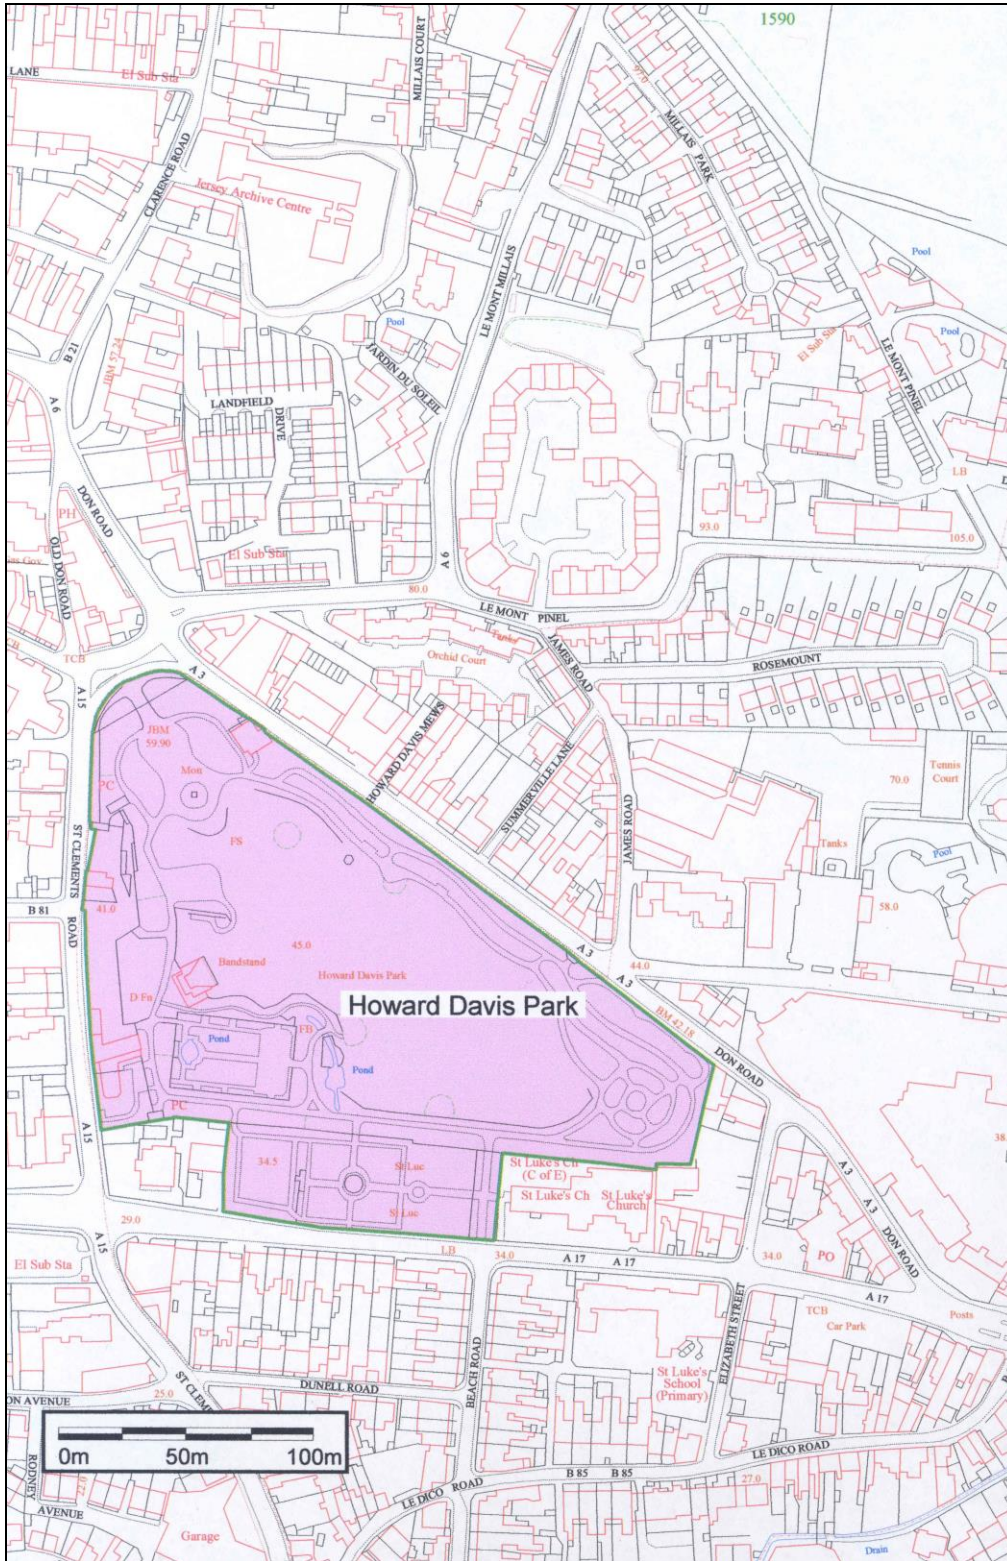 1590
LANE
El Sub Sta
MILLAIS COURT
97.0
MILLAIS PARK
CLARENCE ROAD
Jersey Archive Centre
LE MONT MILLAIS
Pool
Pool
Pool
B 21
JBM 57.24
JARDIN DU SOLEIL
El Sub Sta
LE MONT PINEL
A 6
LANDFIELD
DRIVE
LB
DON ROAD
PH
93.0
105.0
OLD DON ROAD
El Sub Sta
A 6
80.0
LE MONT PINEL
Tanks
JAMES ROAD
TCB
Orchid Court
ROSEMOUNT
A 15
A 3
JBM
59.90
HOWARD DAVIS MEWS
Mon
PC
SUMMERVILLE LANE
JAMES ROAD
70.0
Tennis
Court
ST CLEMENTS ROAD
FS
Tanks
Pool
B 81
41.0
58.0
45.0
A 3
Bandstand
Howard Davis Park
44.0
A 3
D Fn
Howard Davis Park
BM 42.18
FB
Pond
Pond
DON ROAD
PC
A 15
34.5
St Luc
St Luke's Ch
(C of E)
A 3
St Luke's Ch
St Luke's
Church
A 3
St Luc
29.0
A 15
LB
34.0
A 17
A 17
34.0
PO
DON ROAD
El Sub Sta
A 17
TCB
Car Park
Posts
ELIZABETH STREET
St Luke's
School
(Primary)
BEACH ROAD
DUNELL ROAD
25.0
ST CLEM
ON AVENUE
0m 50m 100m
LE DICO ROAD
B 85
B 85
27.0
LE DICO ROAD
RODNEY
AVENUE
22.0
Garage
Drain